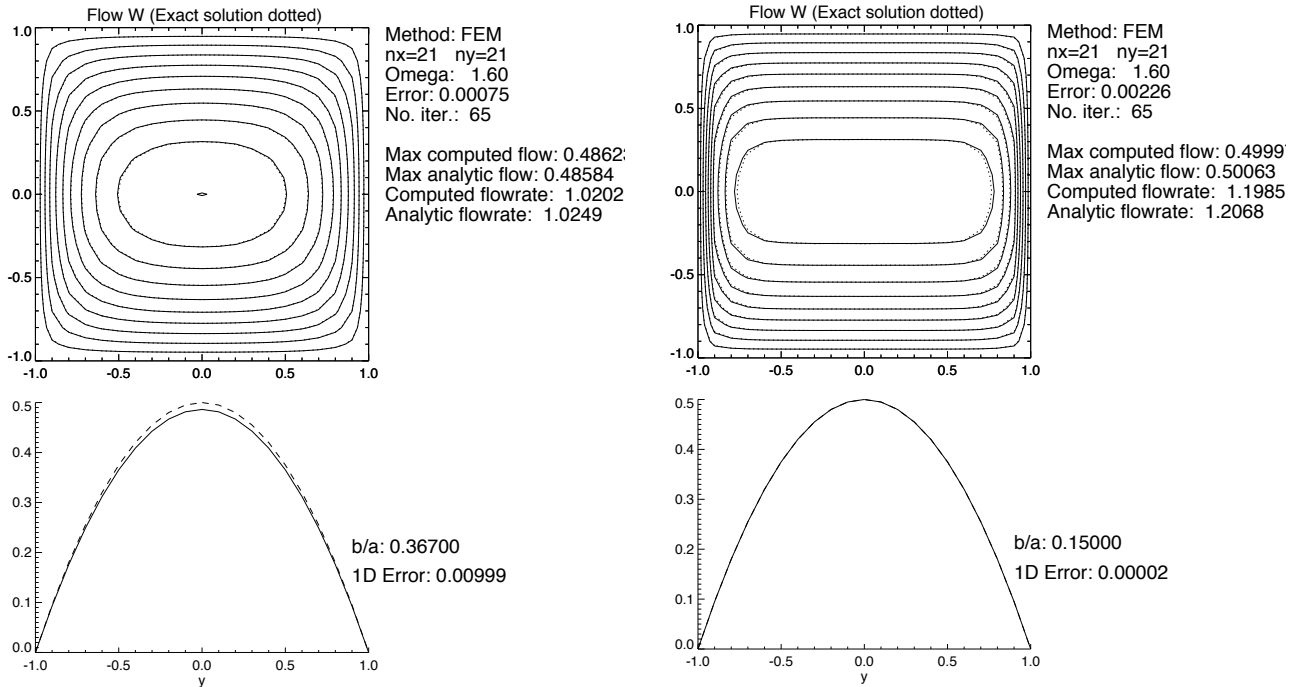 Flow W (Exact solution dotted)
1.0
0.5
0.0
-0.5
-1.0
-1.0 -0.5 0.0 0.5 1.0
Method: FEM
nx=21 ny=21
Omega: 1.60
Error: 0.00075
No. iter.: 65
Max computed flow: 0.4862
Max analytic flow: 0.48584
Computed flowrate: 1.0202
Analytic flowrate: 1.0249
0.5
0.4
0.3
0.2
0.1
0.0
-1.0 -0.5 0.0 0.5 1.0
y
b/a: 0.36700
1D Error: 0.00999
Flow W (Exact solution dotted)
1.0
0.5
0.0
-0.5
-1.0
-1.0 -0.5 0.0 0.5 1.0
Method: FEM
nx=21 ny=21
Omega: 1.60
Error: 0.00226
No. iter.: 65
Max computed flow: 0.4999
Max analytic flow: 0.50063
Computed flowrate: 1.1985
Analytic flowrate: 1.2068
0.5
0.4
0.3
0.2
0.1
0.0
-1.0 -0.5 0.0 0.5 1.0
y
b/a: 0.15000
1D Error: 0.00002